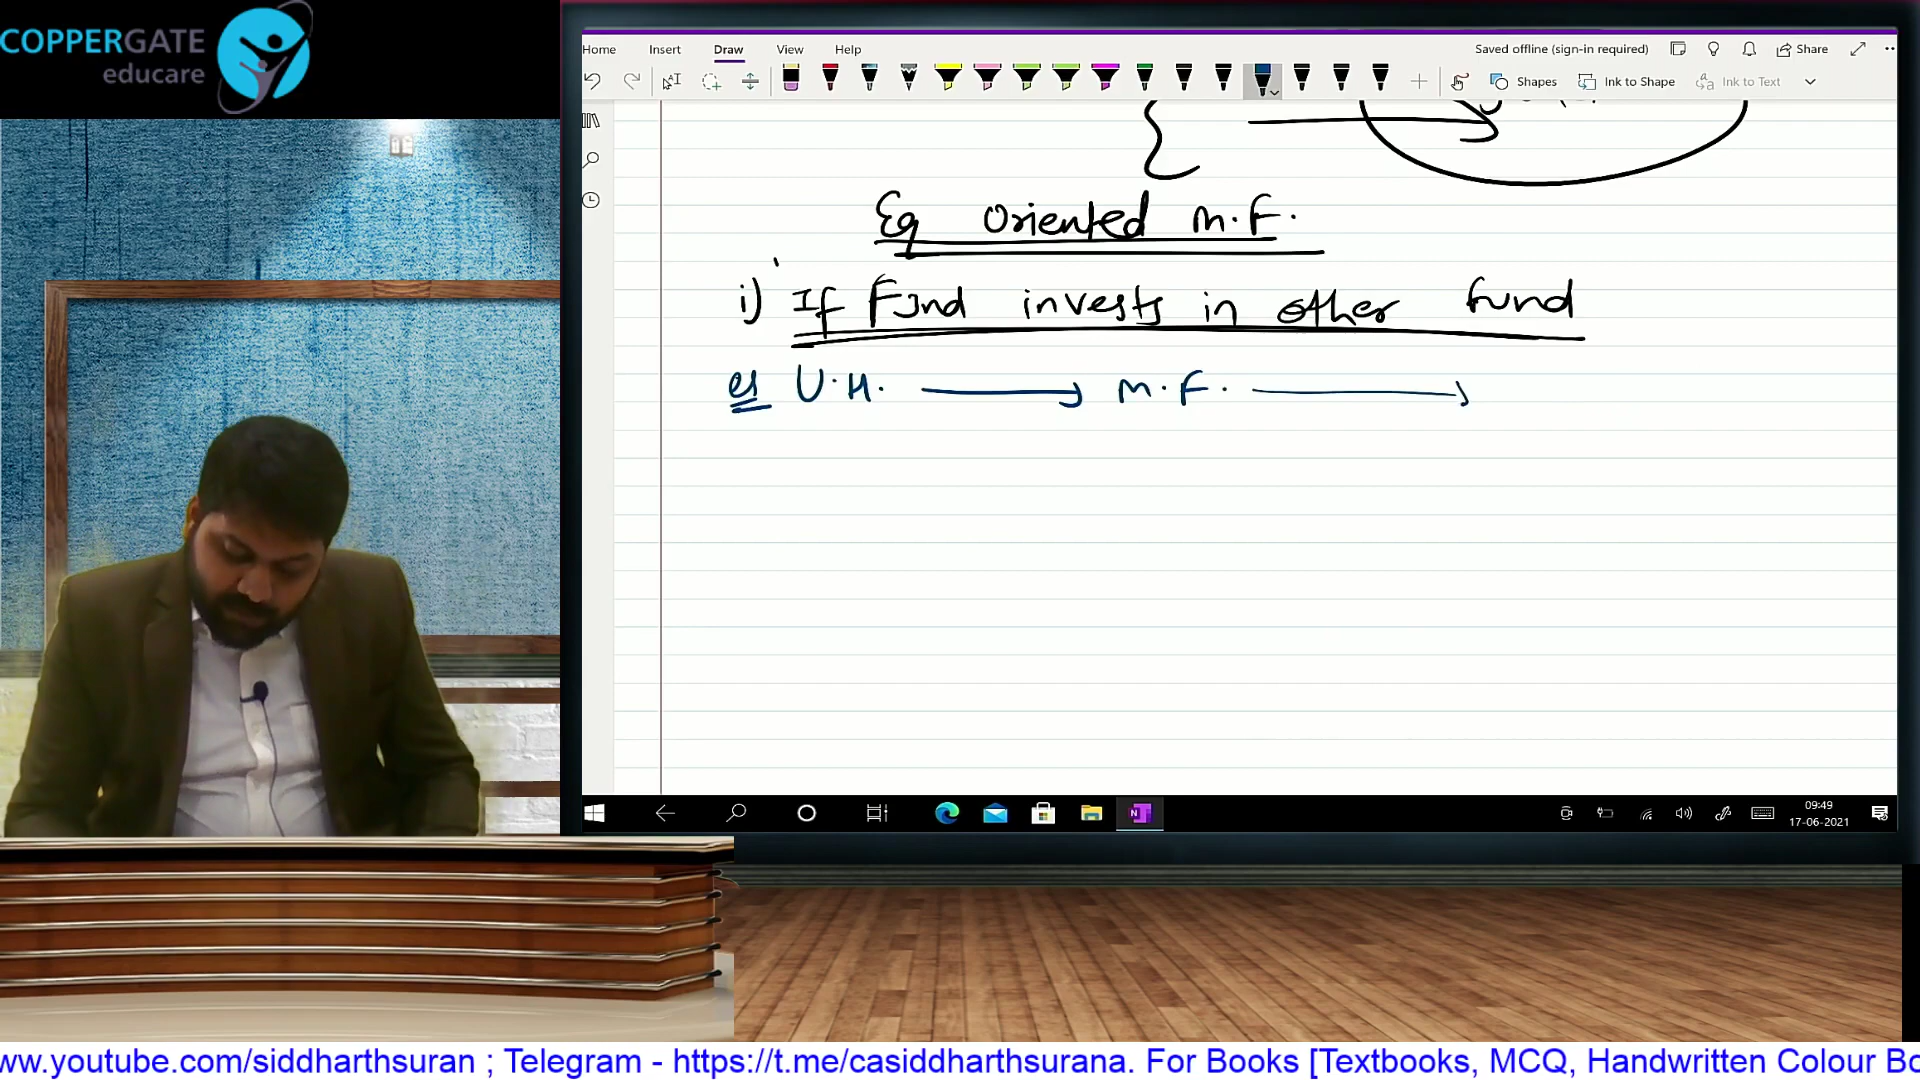 COPPERGATE
educare
Home Insert Draw View Help
Saved offline (sign-in required) Share
Shapes Ink to Shape Ink to Text
Eq Oriented M.F.
i) If Fund invests in other fund
eg U.H. → M.F. →
09:49
17-06-2021
ww.youtube.com/siddharthsuran ; Telegram - https://t.me/casiddharthsurana. For Books [Textbooks, MCQ, Handwritten Colour Bo